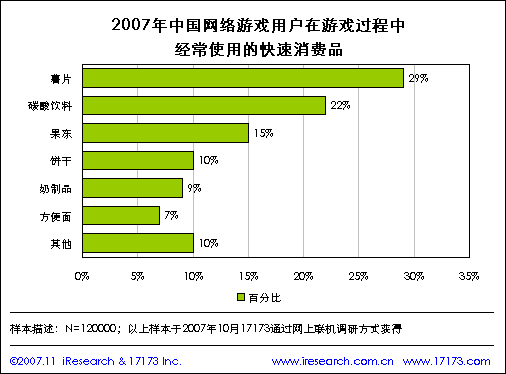 2007年中国网络游戏用户在游戏过程中
经常使用的快速消费品
薯片
29%
碳酸饮料
22%
果冻
15%
饼干
10%
奶制品
9%
方便面
7%
其他
10%
0% 5% 10% 15% 20% 25% 30% 35%
百分比
样本描述：N=120000；以上样本于2007年10月17173通过网上联机调研方式获得
©2007.11 iResearch & 17173 Inc. www.iresearch.com.cn www.17173.com